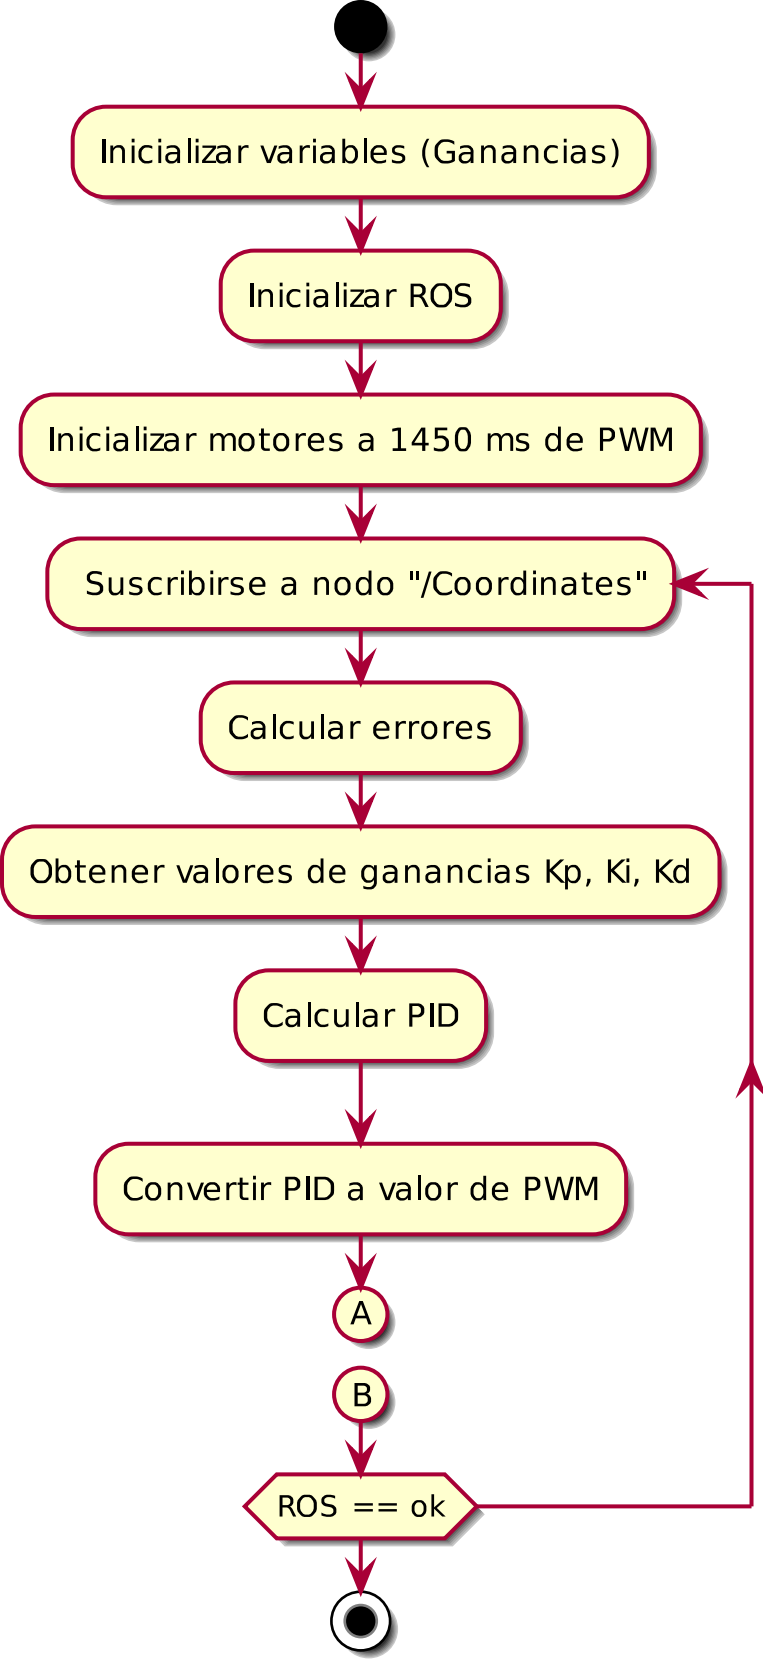 Inicializar variables (Ganancias)
Inicializar ROS
Inicializar motores a 1450 ms de PWM
Suscribirse a nodo "/Coordinates"
Calcular errores
Obtener valores de ganancias Kp, Ki, Kd
Calcular PID
Convertir PID a valor de PWM
A
B
ROS == ok